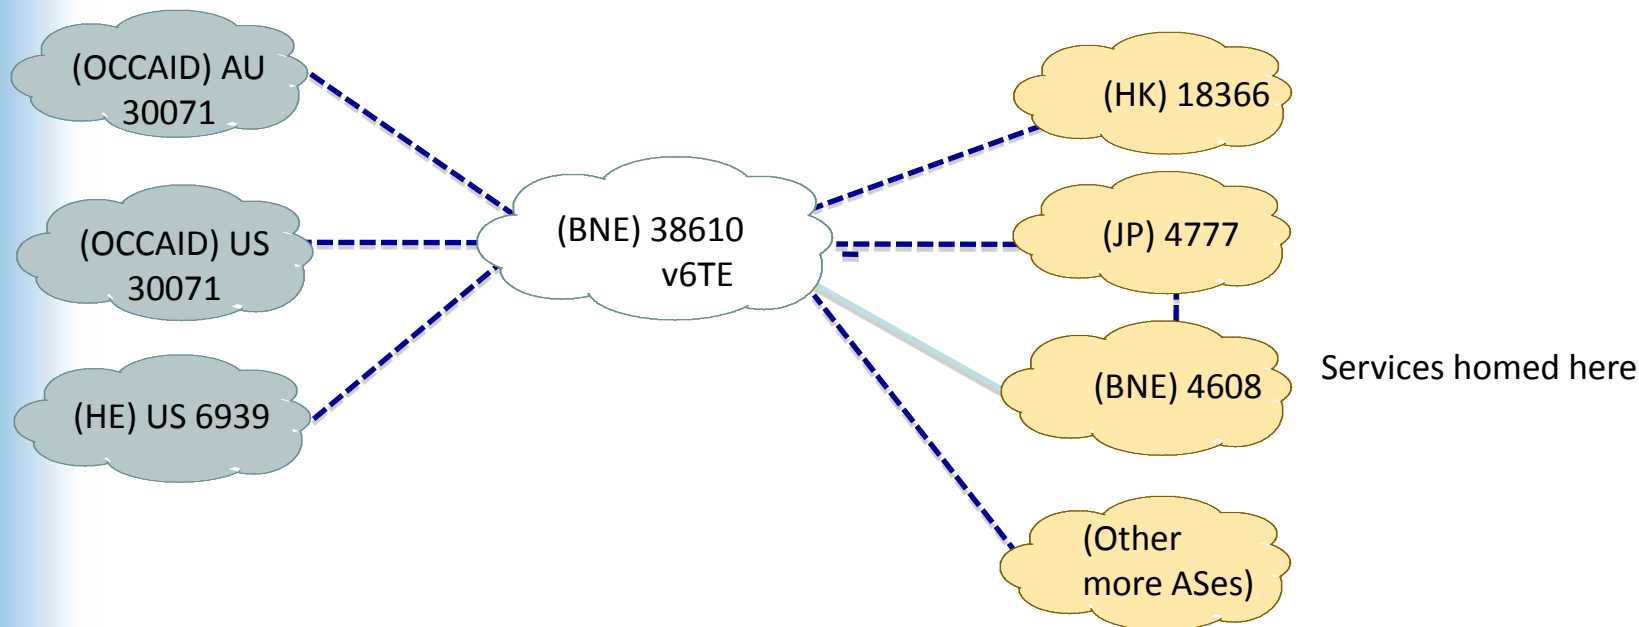 (OCCAID) AU
30071
(OCCAID) US
30071
(HE) US 6939
(BNE) 38610
v6TE
(HK) 18366
(JP) 4777
(BNE) 4608
Services homed here
(Other
more ASes)